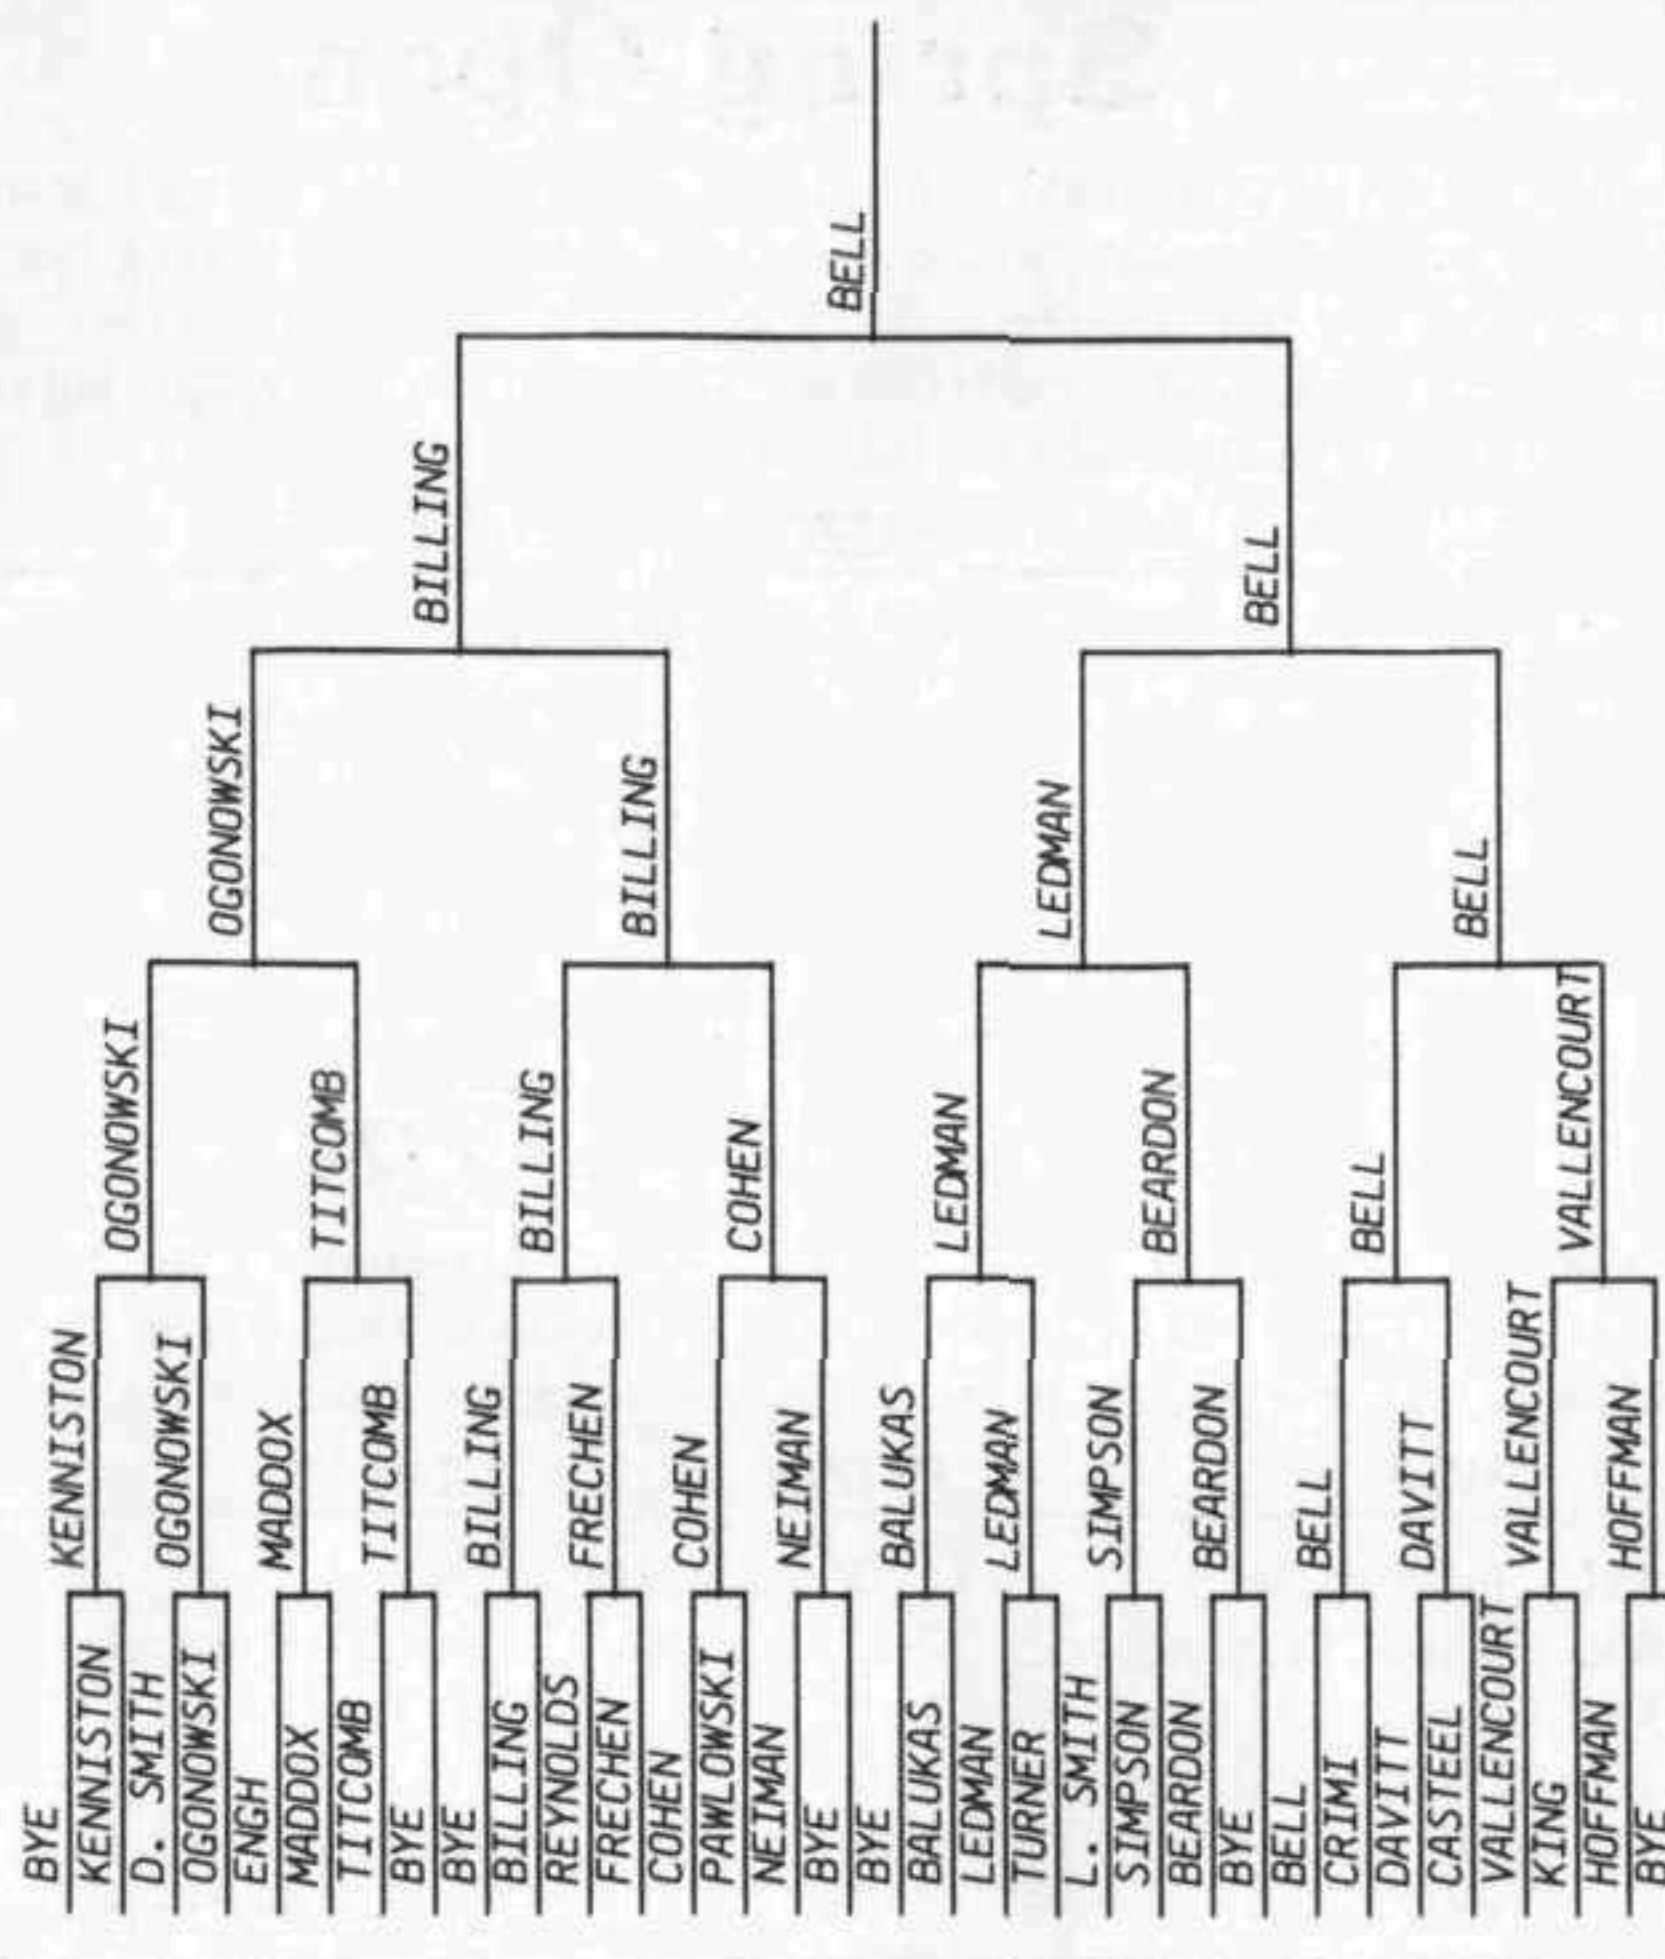 BYE
KENNISTON
D. SMITH
OGONOWSKI
ENGH
MADDOX
TITCOMB
BYE
BYE
BILLING
REYNOLDS
FRECHEN
COHEN
PAWLOWSKI
NEIMAN
BYE
BYE
BALUKAS
LEDMAN
TURNER
L. SMITH
SIMPSON
BEARDON
BYE
BELL
CRIMI
DAVITT
CASTEEL
VALLENCOURT
KING
HOFFMAN
BYE
KENNISTON
OGONOWSKI
MADDOX
TITCOMB
BILLING
FRECHEN
COHEN
NEIMAN
BALUKAS
LEDMAN
SIMPSON
BEARDON
BELL
DAVITT
VALLENCOURT
HOFFMAN
OGONOWSKI
TITCOMB
BILLING
COHEN
LEDMAN
BEARDON
BELL
VALLENCOURT
OGONOWSKI
BILLING
LEDMAN
BELL
BILLING
BELL
BELL